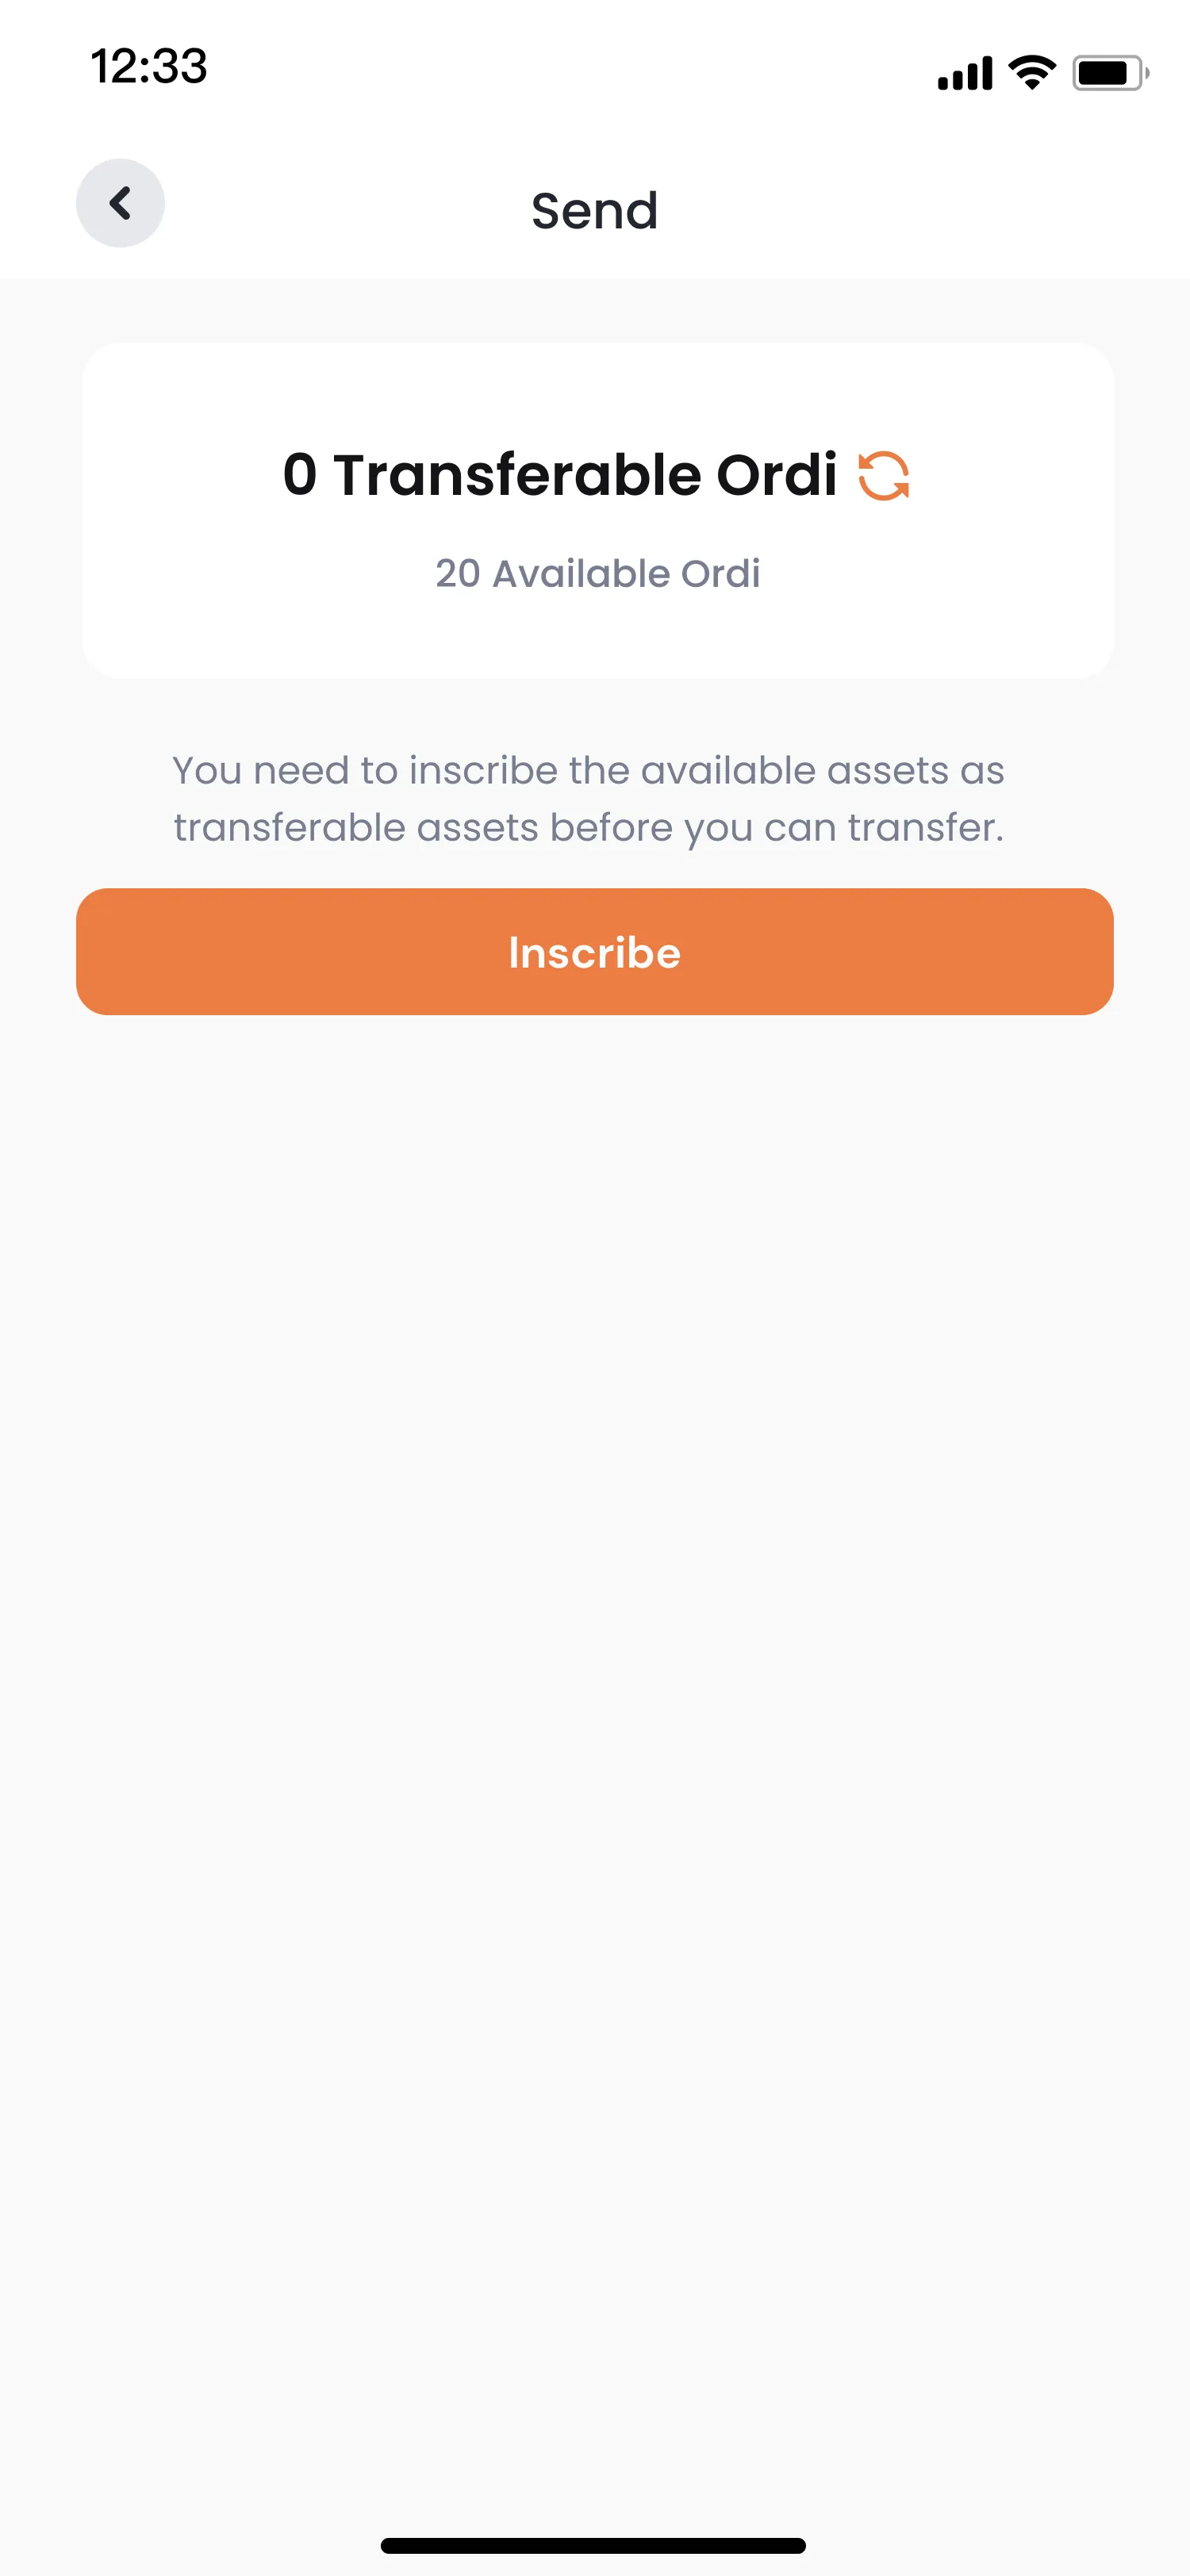 12:33
Send
0 Transferable Ordi
20 Available Ordi
You need to inscribe the available assets as
transferable assets before you can transfer.
Inscribe